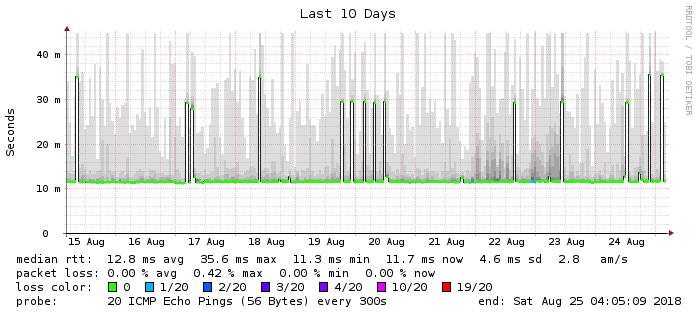 Last 10 Days
RRDTOOL / TOBI OETIKER
Seconds
40 m
30 m
20 m
10 m
0
15 Aug 16 Aug 17 Aug 18 Aug 19 Aug 20 Aug 21 Aug 22 Aug 23 Aug 24 Aug
median rtt: 12.8 ms avg 35.6 ms max 11.3 ms min 11.7 ms now 4.6 ms sd 2.8 am/s
packet loss: 0.00 % avg 0.42 % max 0.00 % min 0.00 % now
loss color: 0 1/20 2/20 3/20 4/20 10/20 19/20
probe: 20 ICMP Echo Pings (56 Bytes) every 300s end: Sat Aug 25 04:05:09 2018